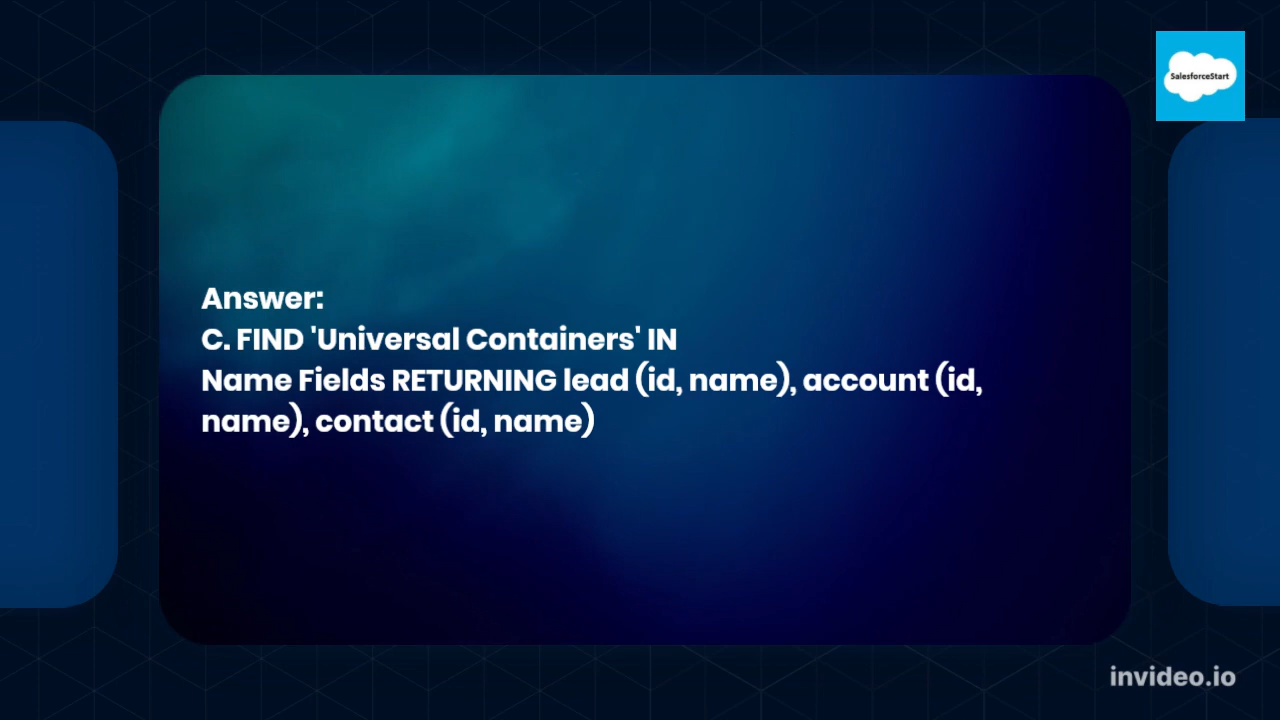 SalesforceStart
Answer:
C. FIND 'Universal Containers' IN
Name Fields RETURNING lead (id, name), account (id,
name), contact (id, name)
invideo.io